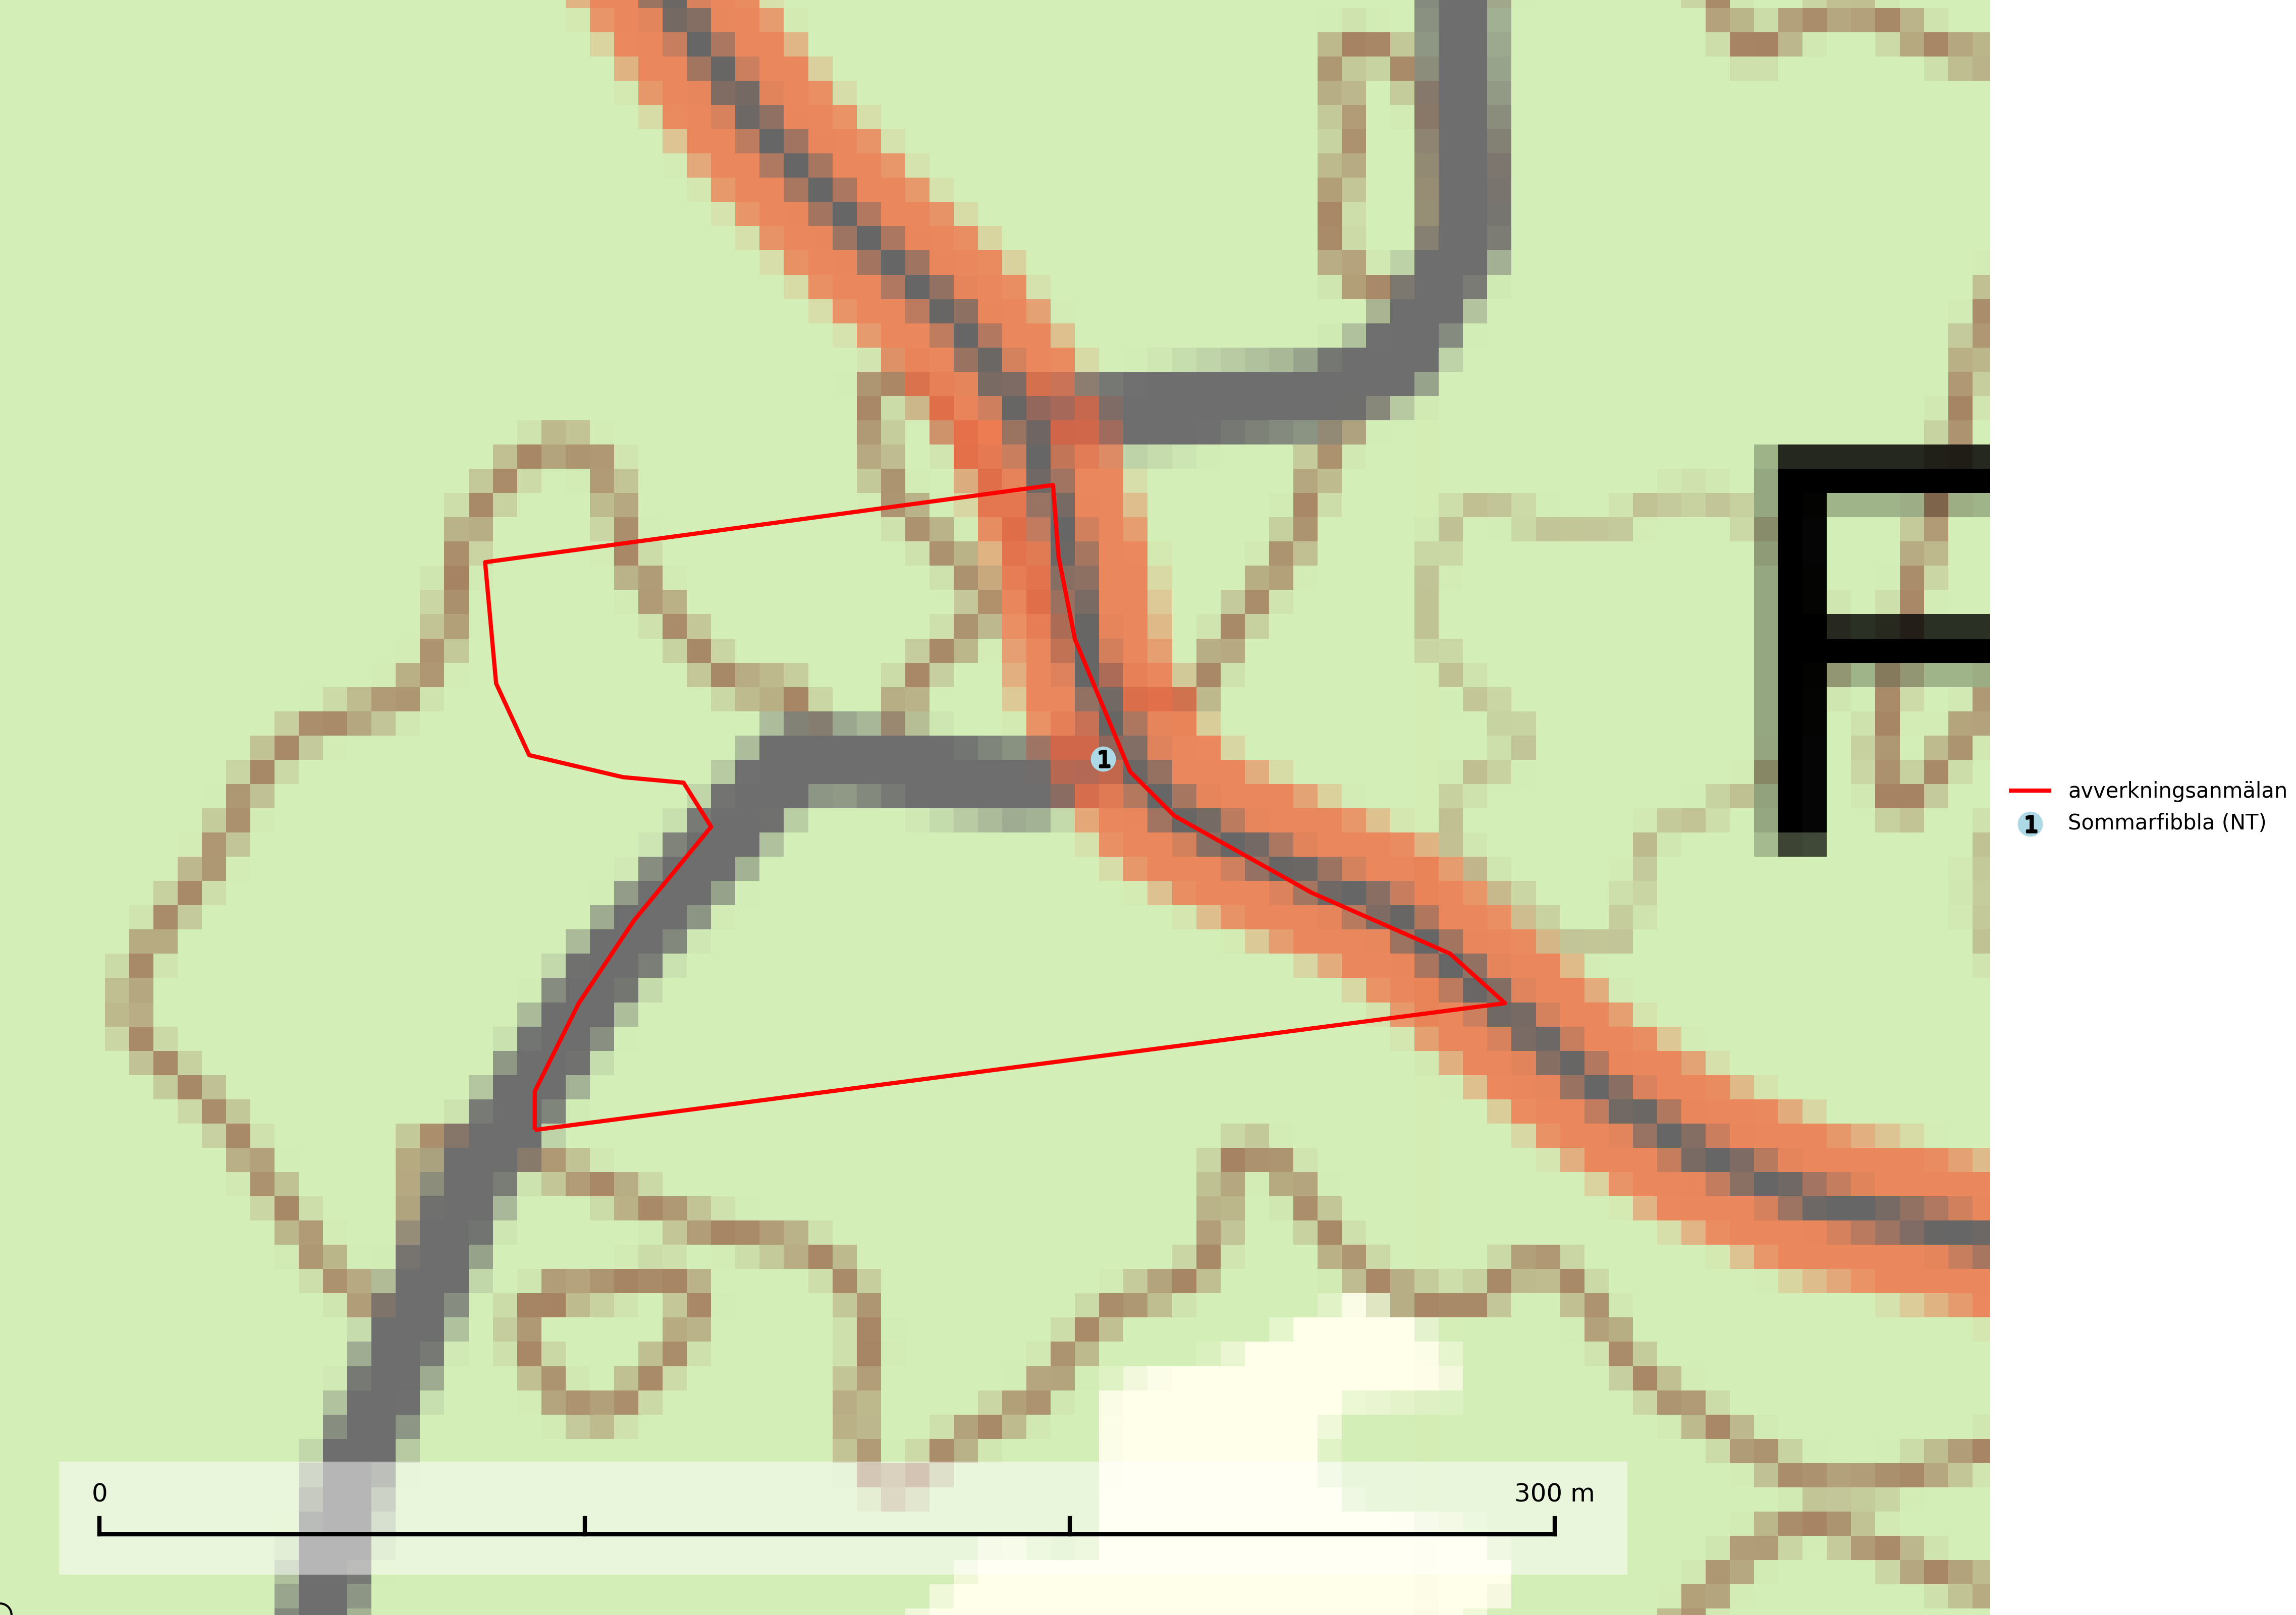 1
avverkningsanmälan
1 Sommarfibbla (NT)
0 300 m